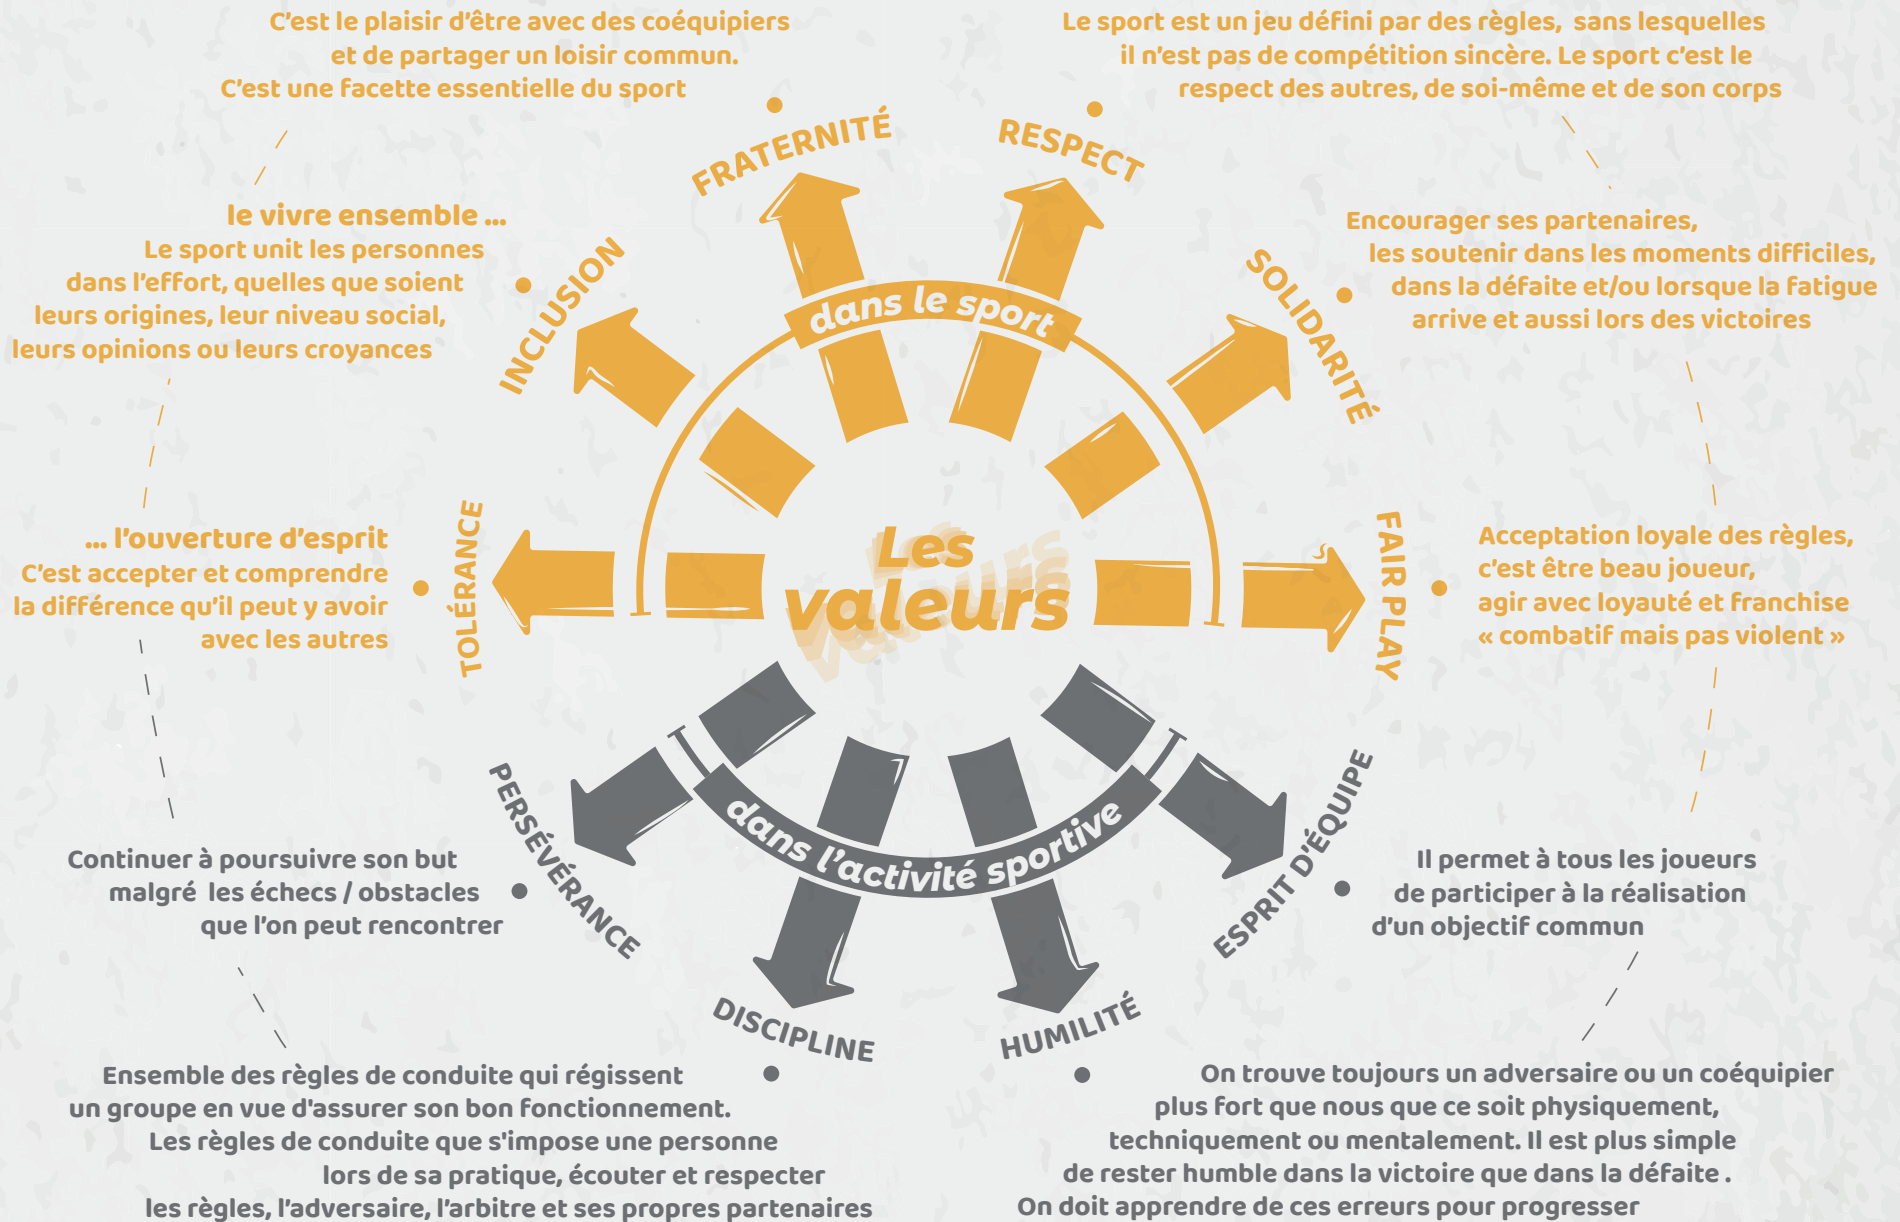 C'est le plaisir d'être avec des coéquipiers
et de partager un loisir commun.
C'est une facette essentielle du sport
FRATERNITÉ
Le sport est un jeu défini par des règles, sans lesquelles
il n'est pas de compétition sincère. Le sport c'est le
respect des autres, de soi-même et de son corps
RESPECT
le vivre ensemble ...
Le sport unit les personnes
dans l'effort, quelles que soient
leurs origines, leur niveau social,
leurs opinions ou leurs croyances
INCLUSION
Encourager ses partenaires,
les soutenir dans les moments difficiles,
dans la défaite et/ou lorsque la fatigue
arrive et aussi lors des victoires
SOLIDARITÉ
dans le sport
... l'ouverture d'esprit
C'est accepter et comprendre
la différence qu'il peut y avoir
avec les autres
TOLÉRANCE
Les
valeurs
FAIR PLAY
Acceptation loyale des règles,
c'est être beau joueur,
agir avec loyauté et franchise
« combatif mais pas violent »
dans l'activité sportive
PERSÉVÉRANCE
Continuer à poursuivre son but
malgré les échecs / obstacles
que l'on peut rencontrer
ESPRIT D'ÉQUIPE
Il permet à tous les joueurs
de participer à la réalisation
d'un objectif commun
DISCIPLINE
Ensemble des règles de conduite qui régissent
un groupe en vue d'assurer son bon fonctionnement.
Les règles de conduite que s'impose une personne
lors de sa pratique, écouter et respecter
les règles, l'adversaire, l'arbitre et ses propres partenaires
HUMILITÉ
On trouve toujours un adversaire ou un coéquipier
plus fort que nous que ce soit physiquement,
techniquement ou mentalement. Il est plus simple
de rester humble dans la victoire que dans la défaite .
On doit apprendre de ces erreurs pour progresser